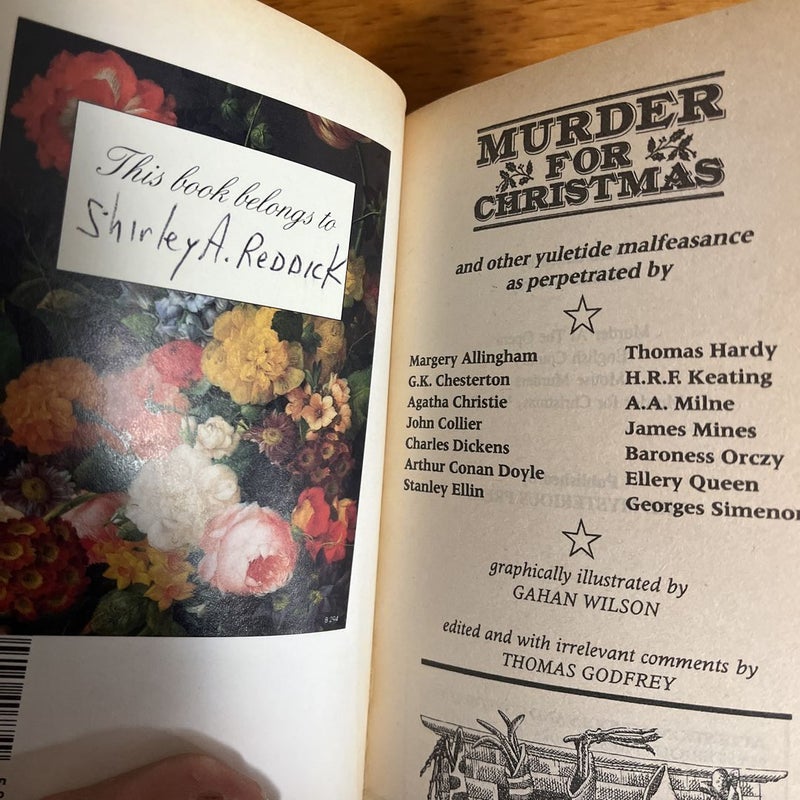 This book belongs to
Shirley A. REDDICK
B 294
MURDER
FOR
CHRISTMAS
and other yuletide malfeasance
as perpetrated by
Margery Allingham
G.K. Chesterton
Agatha Christie
John Collier
Charles Dickens
Arthur Conan Doyle
Stanley Ellin
Thomas Hardy
H.R.F. Keating
A.A. Milne
James Mines
Baroness Orczy
Ellery Queen
Georges Simenon
graphically illustrated by
GAHAN WILSON
edited and with irrelevant comments by
THOMAS GODFREY